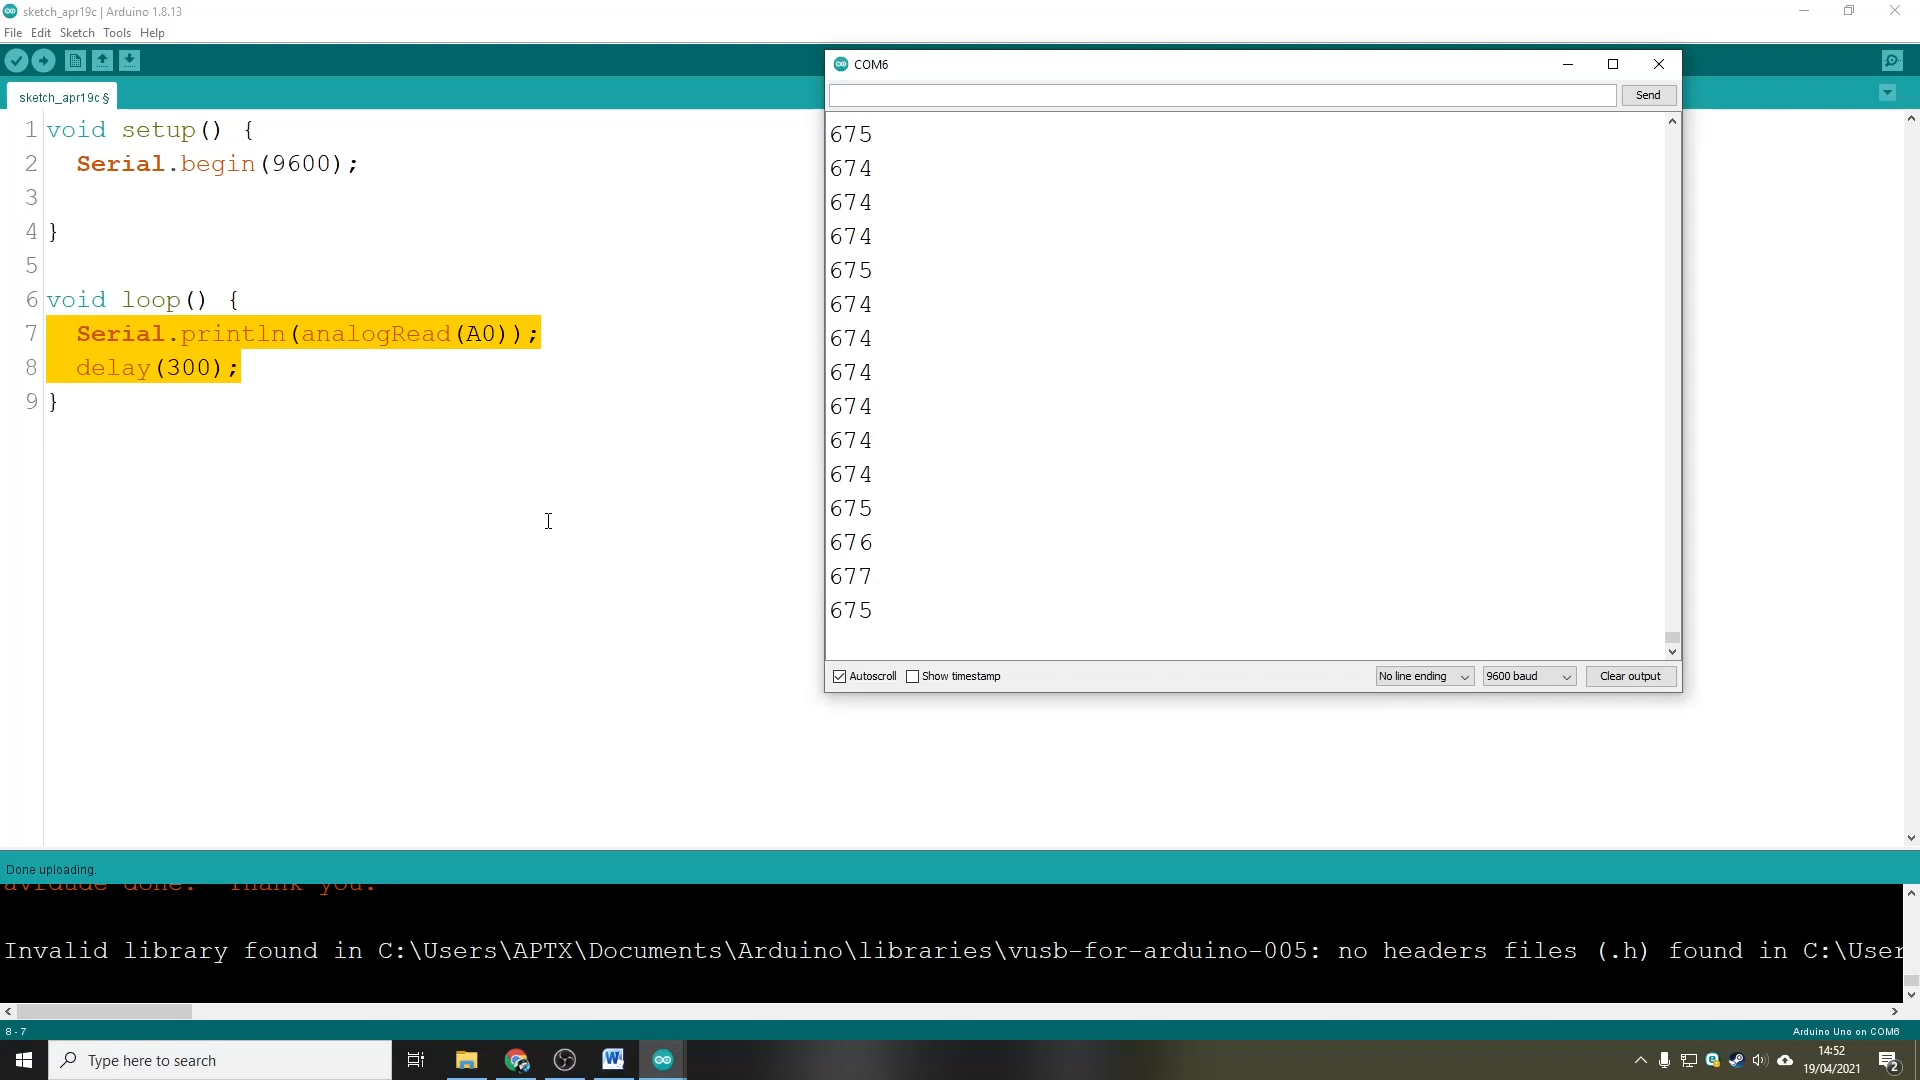 sketch_apr19c | Arduino 1.8.13
File Edit Sketch Tools Help
sketch_apr19c §
1 void setup() {
2 Serial.begin(9600);
3
4 }
5
6 void loop() {
7 Serial.println(analogRead(A0));
8 delay(300);
9 }
COM6
Send
675
674
674
674
675
674
674
674
674
674
674
675
676
677
675
Autoscroll Show timestamp No line ending 9600 baud Clear output
Done uploading.
avrdude done. Thank you.
Invalid library found in C:\Users\APTX\Documents\Arduino\libraries\vusb-for-arduino-005: no headers files (.h) found in C:\User
8 - 7 Arduino Uno on COM6
Type here to search
14:52
19/04/2021
2